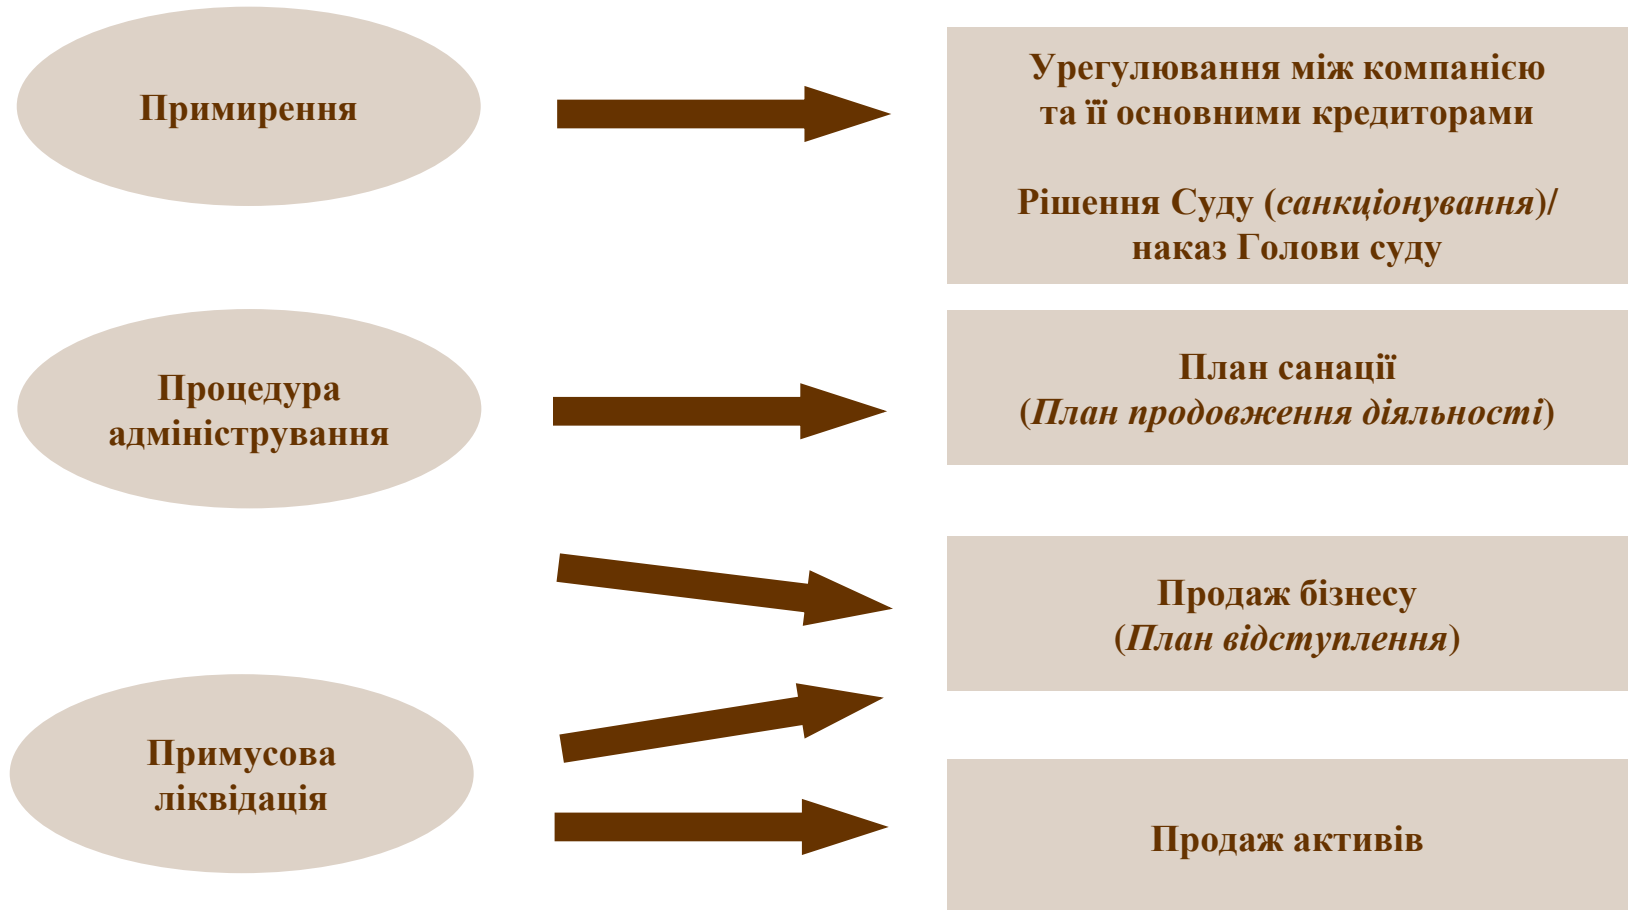 Примирення
Урегулювання між компанією
та її основними кредиторами
Рішення Суду (санкціонування)/
наказ Голови суду
Процедура
адміністрування
План санації
(План продовження діяльності)
Продаж бізнесу
(План відступлення)
Примусова
ліквідація
Продаж активів